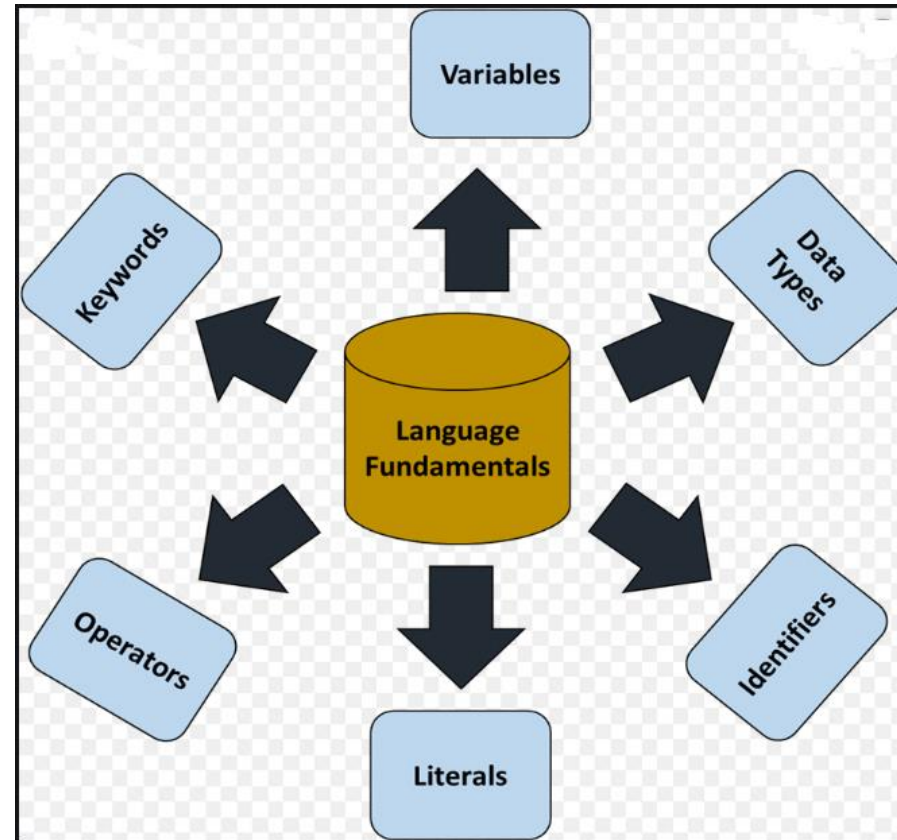 Variables
Keywords
Data
Types
Language
Fundamentals
Operators
Identifiers
Literals